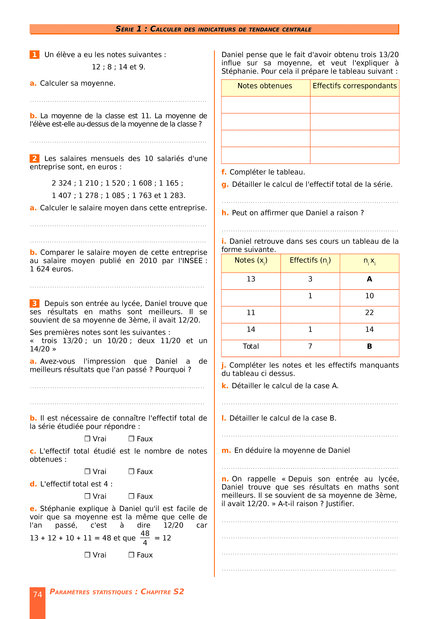 SÉRIE 1 : CALCULER DES INDICATEURS DE TENDANCE CENTRALE
1 Un élève a eu les notes suivantes :
12 ; 8 ; 14 et 9.
a. Calculer sa moyenne.
b. La moyenne de la classe est 11. La moyenne de
l'élève est-elle au-dessus de la moyenne de la classe ?
2 Les salaires mensuels des 10 salariés d'une
entreprise sont, en euros :
2 324 ; 1 210 ; 1 520 ; 1 608 ; 1 165 ;
1 407 ; 1 278 ; 1 085 ; 1 763 et 1 283.
a. Calculer le salaire moyen dans cette entreprise.
b. Comparer le salaire moyen de cette entreprise
au salaire moyen publié en 2010 par l'INSEE :
1 624 euros.
3 Depuis son entrée au lycée, Daniel trouve que
ses résultats en maths sont meilleurs. Il se
souvient de sa moyenne de 3ème, il avait 12/20.
Ses premières notes sont les suivantes :
« trois 13/20 ; un 10/20 ; deux 11/20 et un
14/20 »
a. Avez-vous l'impression que Daniel a de
meilleurs résultats que l'an passé ? Pourquoi ?
b. Il est nécessaire de connaître l'effectif total de
la série étudiée pour répondre :
❒ Vrai ❒ Faux
c. L'effectif total étudié est le nombre de notes
obtenues :
❒ Vrai ❒ Faux
d. L'effectif total est 4 :
❒ Vrai ❒ Faux
e. Stéphanie explique à Daniel qu'il est facile de
voir que sa moyenne est la même que celle de
l'an passé, c'est à dire 12/20 car
13 + 12 + 10 + 11 = 48 et que 48/4 = 12
❒ Vrai ❒ Faux
Daniel pense que le fait d'avoir obtenu trois 13/20
influe sur sa moyenne, et veut l'expliquer à
Stéphanie. Pour cela il prépare le tableau suivant :
Notes obtenues Effectifs correspondants
f. Compléter le tableau.
g. Détailler le calcul de l'effectif total de la série.
h. Peut on affirmer que Daniel a raison ?
i. Daniel retrouve dans ses cours un tableau de la
forme suivante.
Notes (xi) Effectifs (ni) ni xi
13 3 A
1 10
11 22
14 1 14
Total 7 B
j. Compléter les notes et les effectifs manquants
du tableau ci dessus.
k. Détailler le calcul de la case A.
l. Détailler le calcul de la case B.
m. En déduire la moyenne de Daniel
n. On rappelle « Depuis son entrée au lycée,
Daniel trouve que ses résultats en maths sont
meilleurs. Il se souvient de sa moyenne de 3ème,
il avait 12/20. » A-t-il raison ? Justifier.
74 PARAMETRES STATISTIQUES : CHAPITRE S2